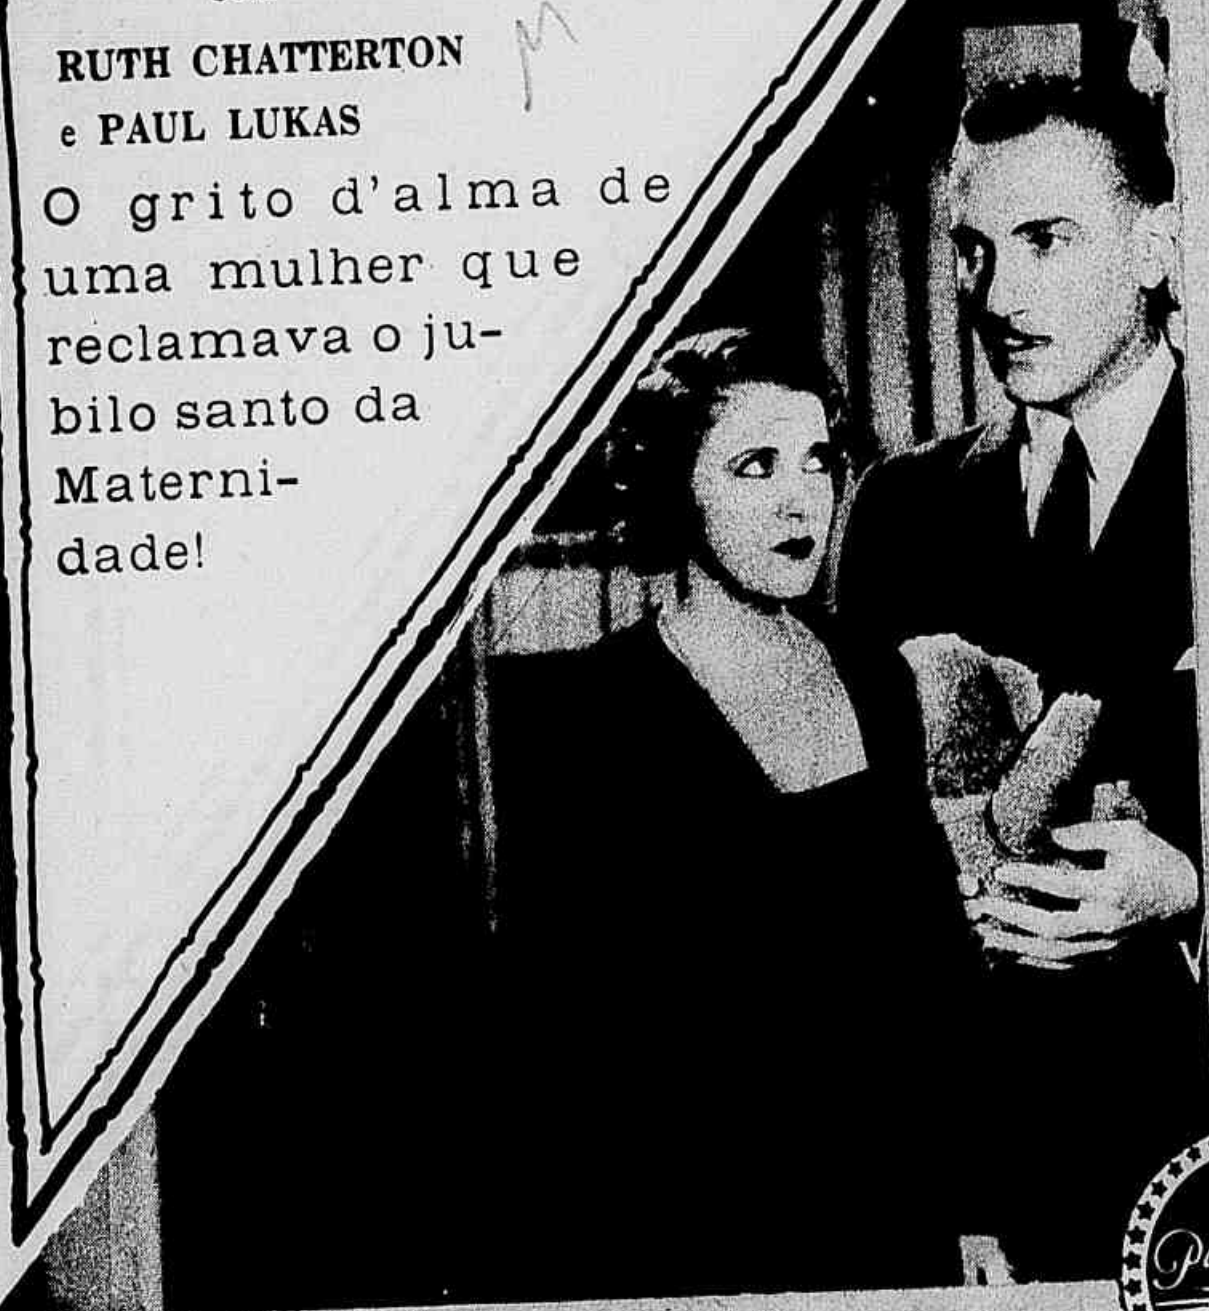 RUTH CHATTERTON
e PAUL LUKAS
O grito d'alma de
uma mulher que
reclamava o ju-
bilo santo da
Materni-
dade!